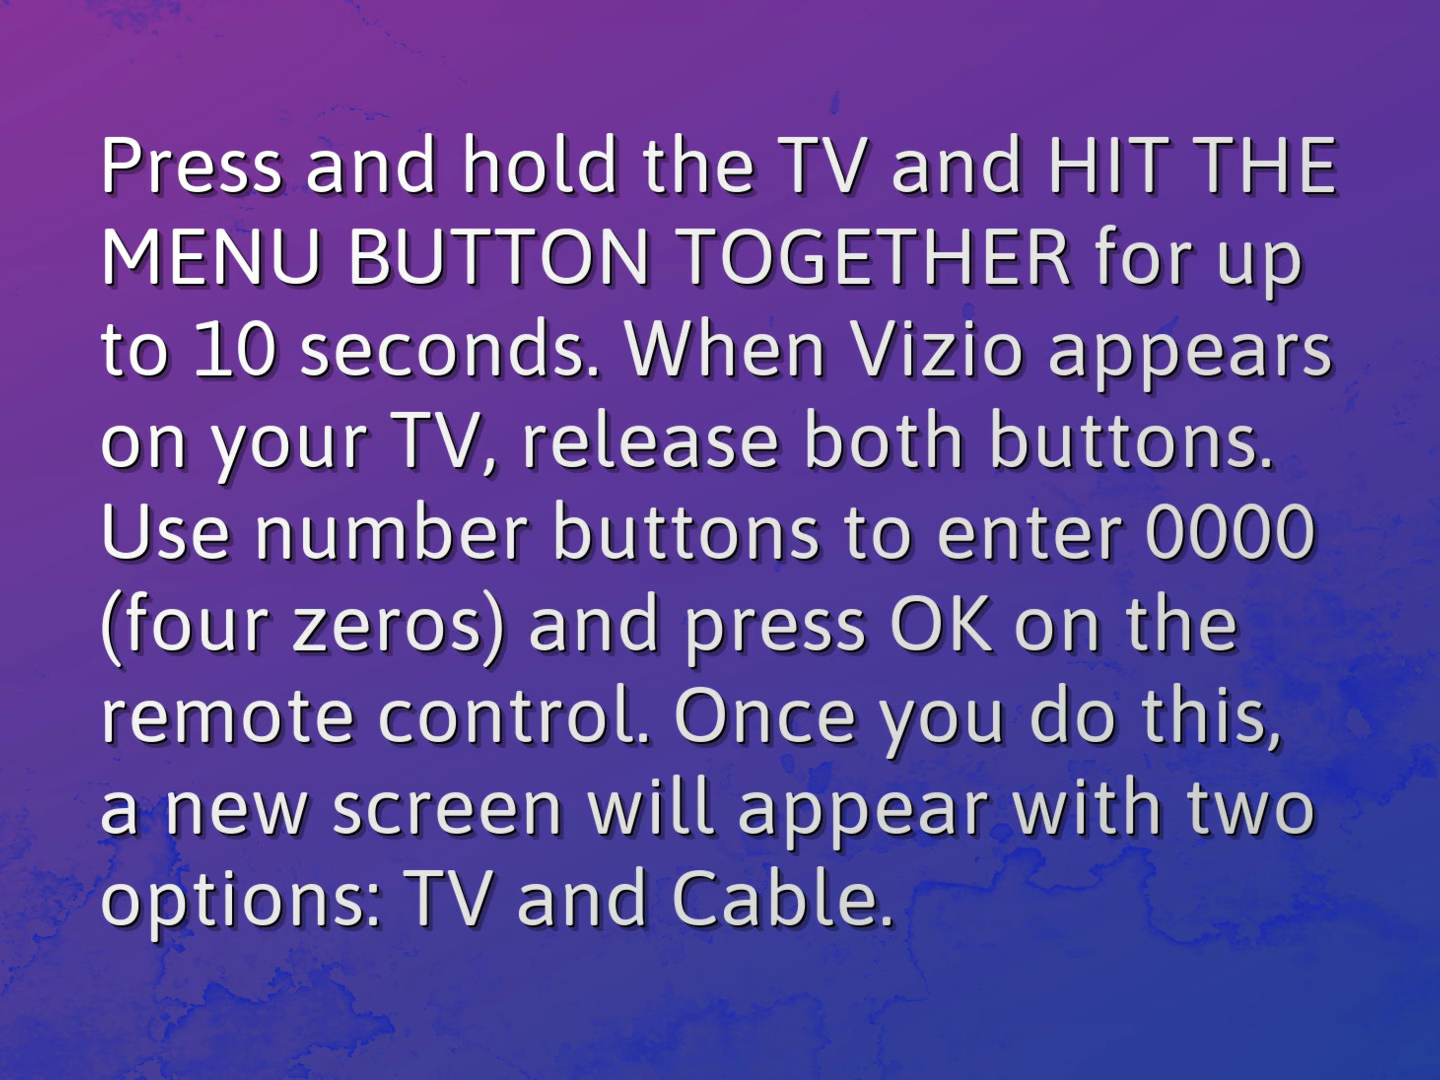 Press and hold the TV and HIT THE
MENU BUTTON TOGETHER for up
to 10 seconds. When Vizio appears
on your TV, release both buttons.
Use number buttons to enter 0000
(four zeros) and press OK on the
remote control. Once you do this,
a new screen will appear with two
options: TV and Cable.